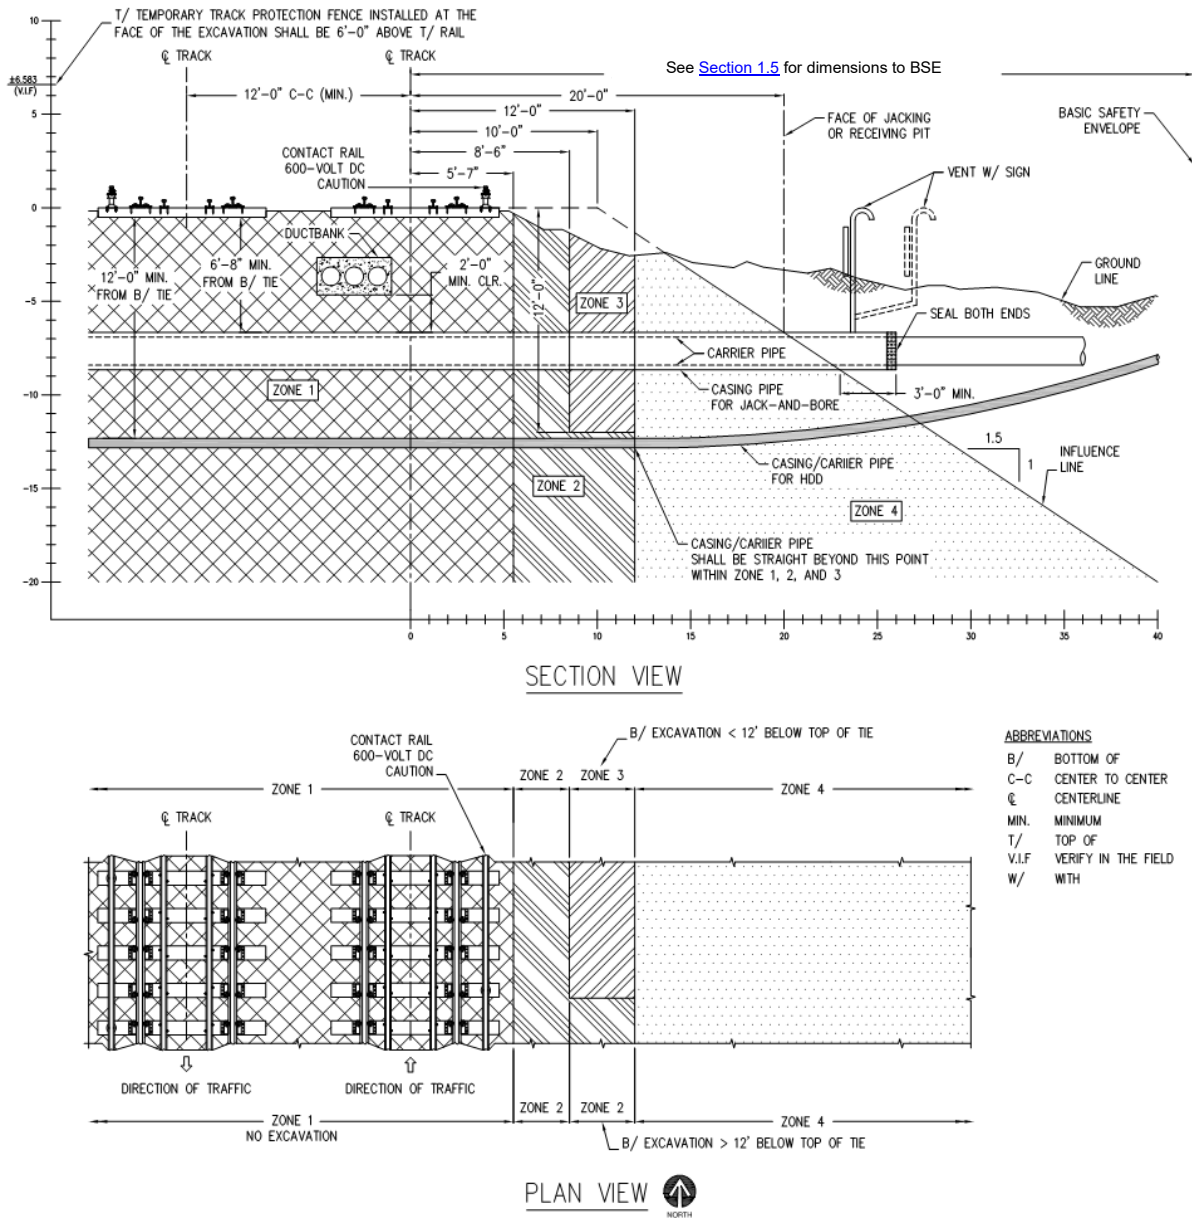 T/ TEMPORARY TRACK PROTECTION FENCE INSTALLED AT THE
FACE OF THE EXCAVATION SHALL BE 6'-0" ABOVE T/ RAIL
10
±6.583
(V.I.F)
5
0
-5
-10
-15
-20
℄ TRACK
℄ TRACK
See Section 1.5 for dimensions to BSE
12'-0" C-C (MIN.)
20'-0"
12'-0"
10'-0"
8'-6"
5'-7"
CONTACT RAIL
600-VOLT DC
CAUTION
FACE OF JACKING
OR RECEIVING PIT
BASIC SAFETY
ENVELOPE
VENT W/ SIGN
DUCTBANK
12'-0" MIN.
FROM B/ TIE
6'-8" MIN.
FROM B/ TIE
2'-0"
MIN. CLR.
12'-0"
ZONE 3
GROUND
LINE
SEAL BOTH ENDS
CARRIER PIPE
ZONE 1
CASING PIPE
FOR JACK-AND-BORE
3'-0" MIN.
1.5
1
INFLUENCE
LINE
CASING/CARIIER PIPE
FOR HDD
ZONE 2
ZONE 4
CASING/CARIIER PIPE
SHALL BE STRAIGHT BEYOND THIS POINT
WITHIN ZONE 1, 2, AND 3
0 5 10 15 20 25 30 35 40
SECTION VIEW
B/ EXCAVATION < 12' BELOW TOP OF TIE
CONTACT RAIL
600-VOLT DC
CAUTION
ZONE 1
ZONE 2
ZONE 3
ZONE 4
℄ TRACK
℄ TRACK
ABBREVIATIONS
B/ BOTTOM OF
C-C CENTER TO CENTER
℄ CENTERLINE
MIN. MINIMUM
T/ TOP OF
V.I.F VERIFY IN THE FIELD
W/ WITH
DIRECTION OF TRAFFIC
DIRECTION OF TRAFFIC
ZONE 1
NO EXCAVATION
ZONE 2
ZONE 2
ZONE 4
B/ EXCAVATION > 12' BELOW TOP OF TIE
PLAN VIEW
NORTH